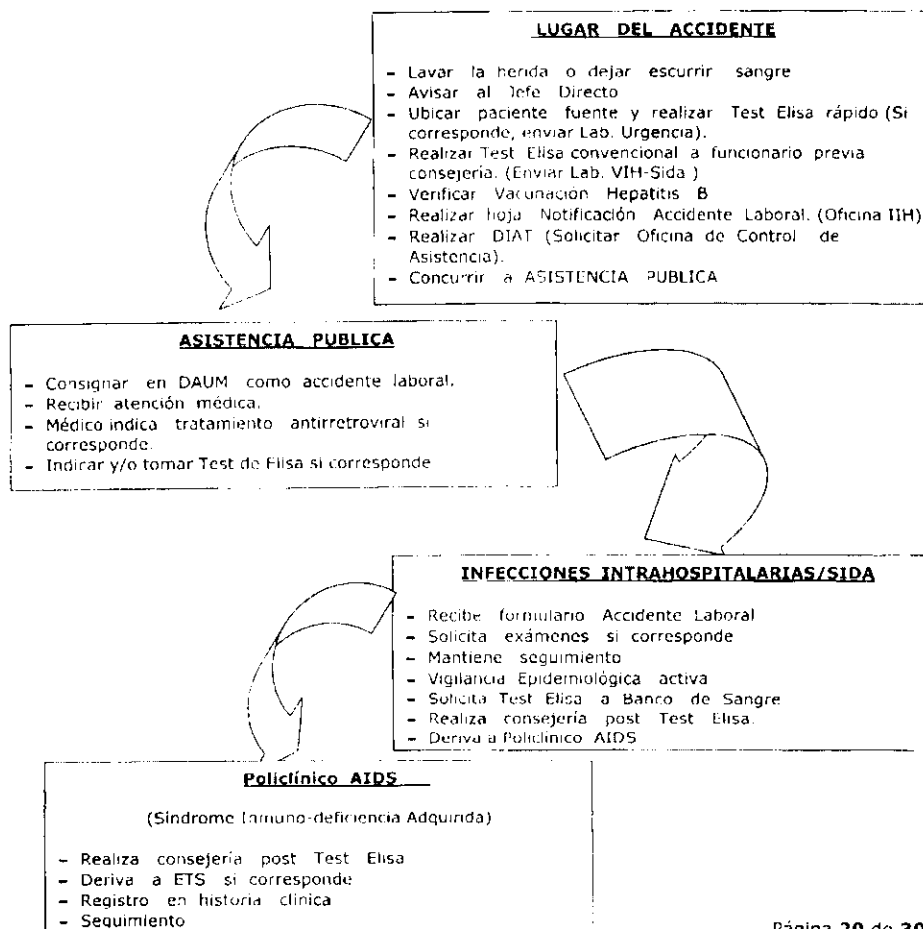 LUGAR DEL ACCIDENTE
- Lavar la herida o dejar escurrir sangre
- Avisar al Jefe Directo
- Ubicar paciente fuente y realizar Test Elisa rápido (Si
corresponde, enviar Lab. Urgencia).
- Realizar Test Elisa convencional a funcionario previa
consejería. (Enviar Lab. VIH-Sida )
- Verificar Vacunación Hepatitis B
- Realizar hoja Notificación Accidente Laboral. (Oficina IIH)
- Realizar DIAT (Solicitar Oficina de Control de
Asistencia).
- Concurrir a ASISTENCIA PUBLICA
ASISTENCIA PUBLICA
- Consignar en DAUM como accidente laboral.
- Recibir atención médica.
- Médico indica tratamiento antirretroviral si
corresponde.
- Indicar y/o tomar Test de Elisa si corresponde
INFECCIONES INTRAHOSPITALARIAS/SIDA
- Recibe formulario Accidente Laboral
- Solicita exámenes si corresponde
- Mantiene seguimiento
- Vigilancia Epidemiológica activa
- Solicita Test Elisa a Banco de Sangre
- Realiza consejería post Test Elisa.
- Deriva a Policlínico AIDS
Policlínico AIDS
(Síndrome Inmuno-deficiencia Adquirida)
- Realiza consejería post Test Elisa
- Deriva a ETS si corresponde
- Registro en historia clínica
- Seguimiento
Página 20 de 30